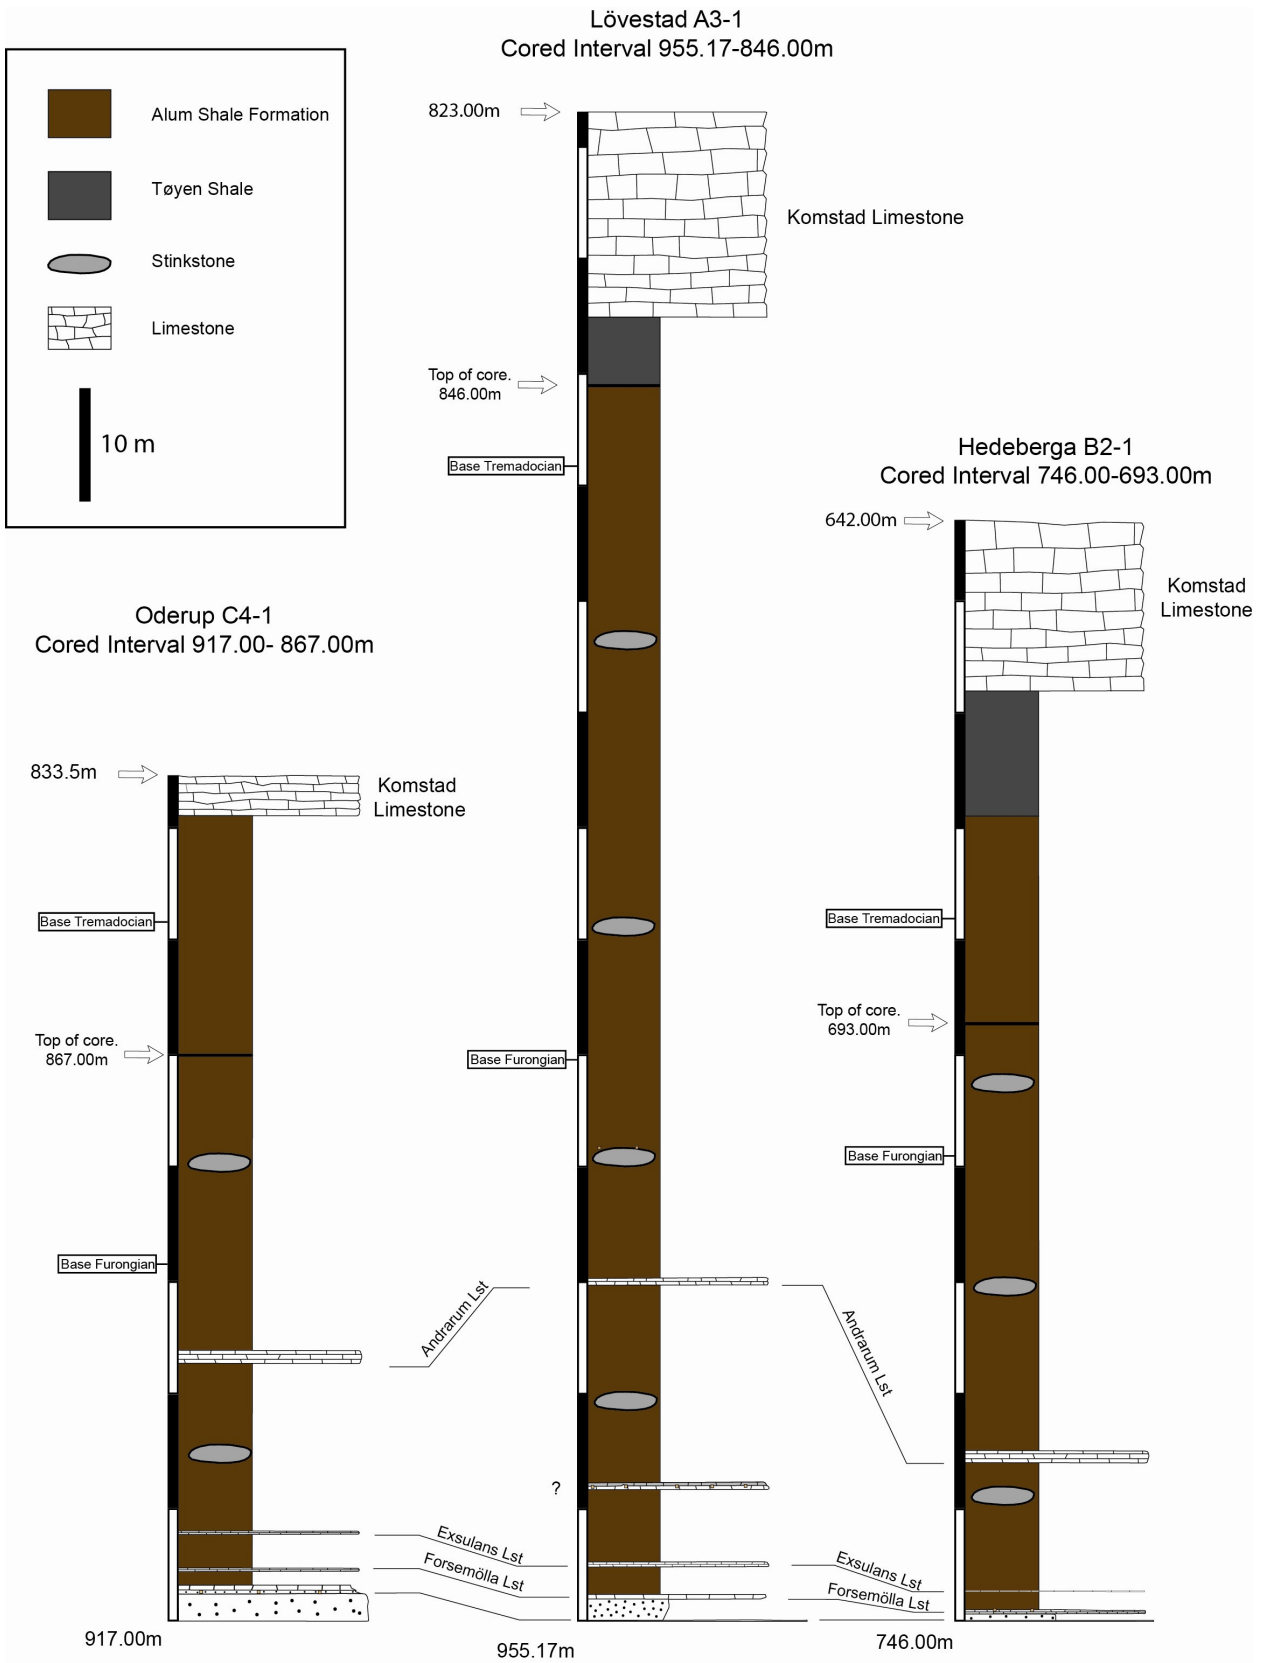 Lövestad A3-1
Cored Interval 955.17-846.00m
Alum Shale Formation
Tøyen Shale
Stinkstone
Limestone
10 m
823.00m
Komstad Limestone
Top of core.
846.00m
Base Tremadocian
Base Furongian
Andrarum Lst
?
Exsulans Lst
Forsemölla Lst
955.17m
Hedeberga B2-1
Cored Interval 746.00-693.00m
642.00m
Komstad
Limestone
Base Tremadocian
Top of core.
693.00m
Base Furongian
Andrarum Lst
Exsulans Lst
Forsemölla Lst
746.00m
Oderup C4-1
Cored Interval 917.00- 867.00m
833.5m
Komstad
Limestone
Base Tremadocian
Top of core.
867.00m
Base Furongian
917.00m